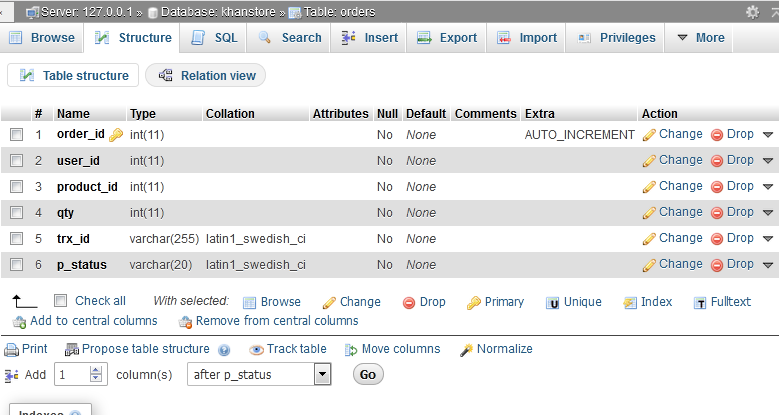 Server: 127.0.0.1 » Database: khanstore » Table: orders
Browse Structure SQL Search Insert Export Import Privileges More
Table structure Relation view
# Name Type Collation Attributes Null Default Comments Extra Action
1 order_id int(11) No None AUTO_INCREMENT Change Drop
2 user_id int(11) No None Change Drop
3 product_id int(11) No None Change Drop
4 qty int(11) No None Change Drop
5 trx_id varchar(255) latin1_swedish_ci No None Change Drop
6 p_status varchar(20) latin1_swedish_ci No None Change Drop
Check all With selected: Browse Change Drop Primary Unique Index Fulltext
Add to central columns Remove from central columns
Print Propose table structure Track table Move columns Normalize
Add 1 column(s) after p_status Go
Indexes